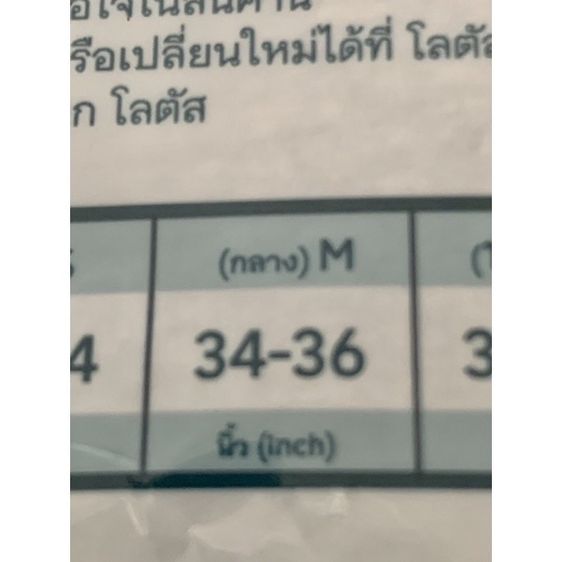 รือเปลี่ยนใหม่ได้ที่ โลตัส
ก โลตัส
(กลาง) M
4 34-36 3
นิ้ว (inch)